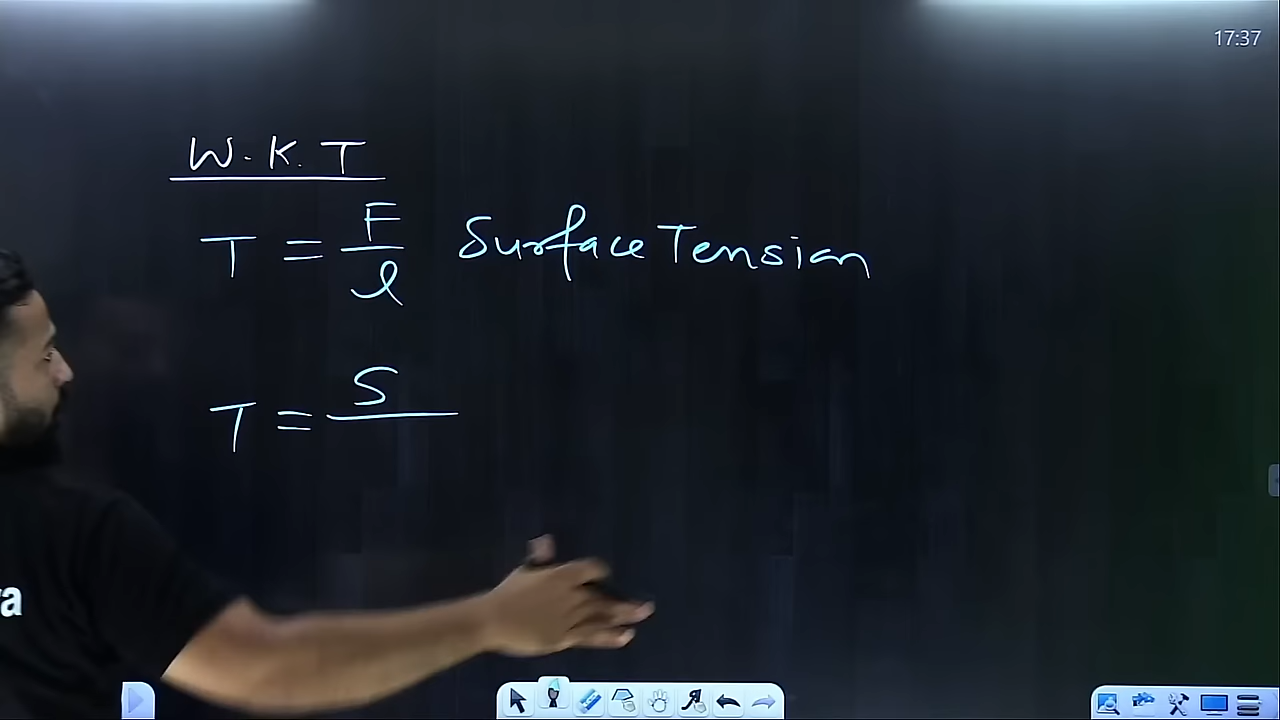 17:37
W.K.T
T = F/l Surface Tension
T = S